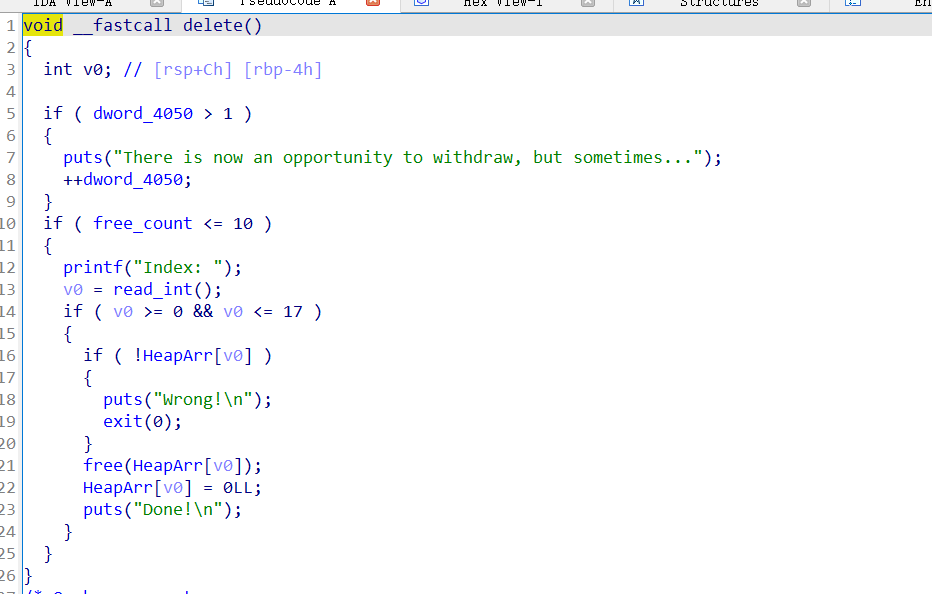 IDA View-A Pseudocode-A Hex View-1 Structures
1 void __fastcall delete()
2 {
3 int v0; // [rsp+Ch] [rbp-4h]
4
5 if ( dword_4050 > 1 )
6 {
7 puts("There is now an opportunity to withdraw, but sometimes...");
8 ++dword_4050;
9 }
10 if ( free_count <= 10 )
11 {
12 printf("Index: ");
13 v0 = read_int();
14 if ( v0 >= 0 && v0 <= 17 )
15 {
16 if ( !HeapArr[v0] )
17 {
18 puts("Wrong!\n");
19 exit(0);
20 }
21 free(HeapArr[v0]);
22 HeapArr[v0] = 0LL;
23 puts("Done!\n");
24 }
25 }
26 }